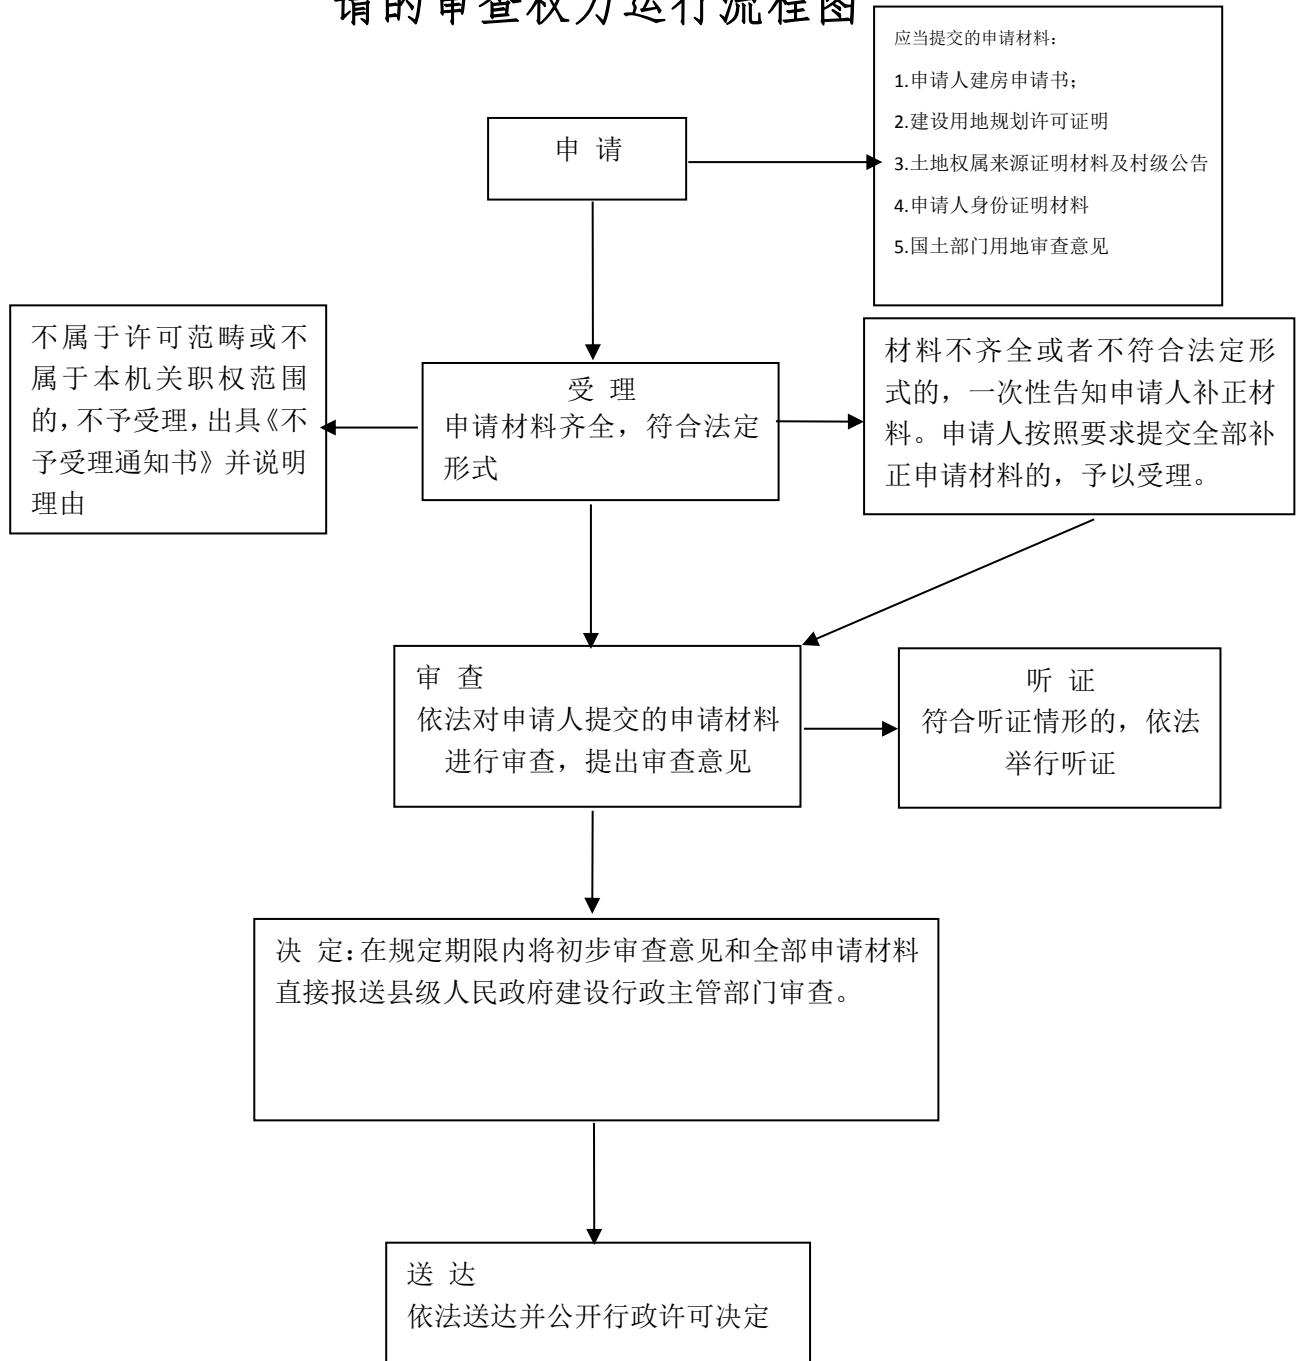 请的审查权力运行流程图
应当提交的申请材料：
1.申请人建房申请书；
2.建设用地规划许可证明
3.土地权属来源证明材料及村级公告
4.申请人身份证明材料
5.国土部门用地审查意见
申 请
不属于许可范畴或不
属于本机关职权范围
的，不予受理，出具《不
予受理通知书》并说明
理由
受 理
申请材料齐全，符合法定
形式
材料不齐全或者不符合法定形
式的，一次性告知申请人补正材
料。申请人按照要求提交全部补
正申请材料的，予以受理。
审 查
依法对申请人提交的申请材料
进行审查，提出审查意见
听 证
符合听证情形的，依法
举行听证
决 定：在规定期限内将初步审查意见和全部申请材料
直接报送县级人民政府建设行政主管部门审查。
送 达
依法送达并公开行政许可决定